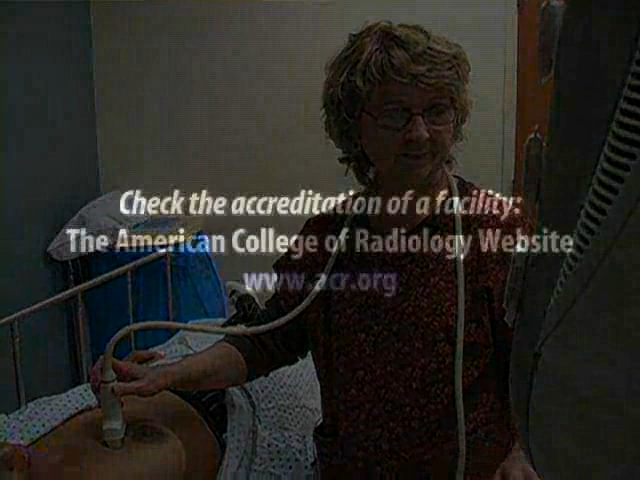 Check the accreditation of a facility:
The American College of Radiology Website
www.acr.org